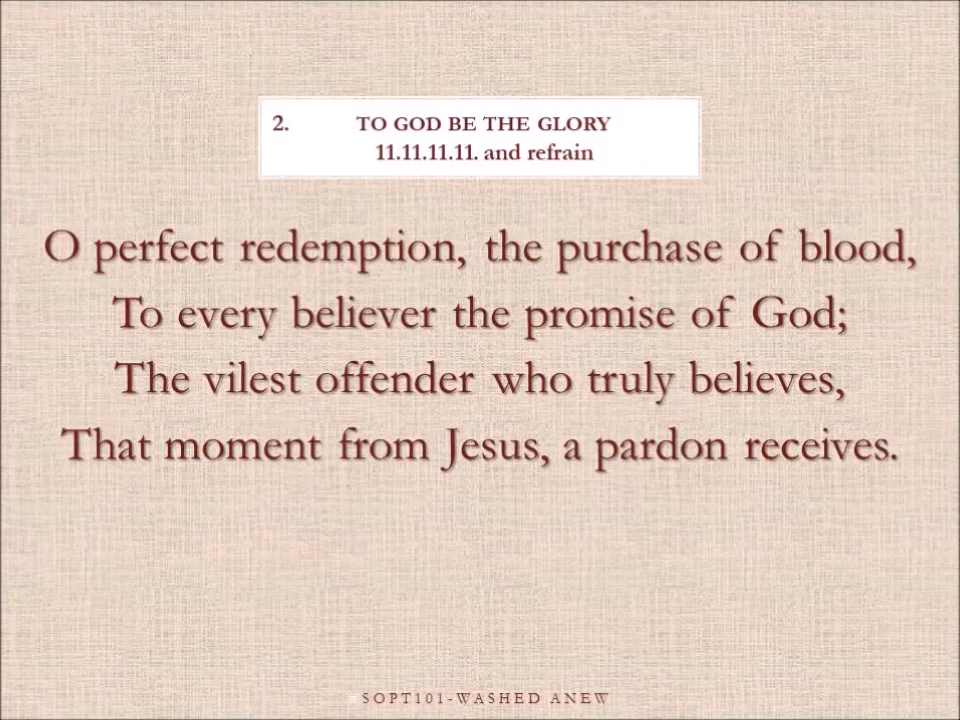 2. TO GOD BE THE GLORY
11.11.11.11. and refrain
O perfect redemption, the purchase of blood,
To every believer the promise of God;
The vilest offender who truly believes,
That moment from Jesus, a pardon receives.
SOPT101-WASHED ANEW